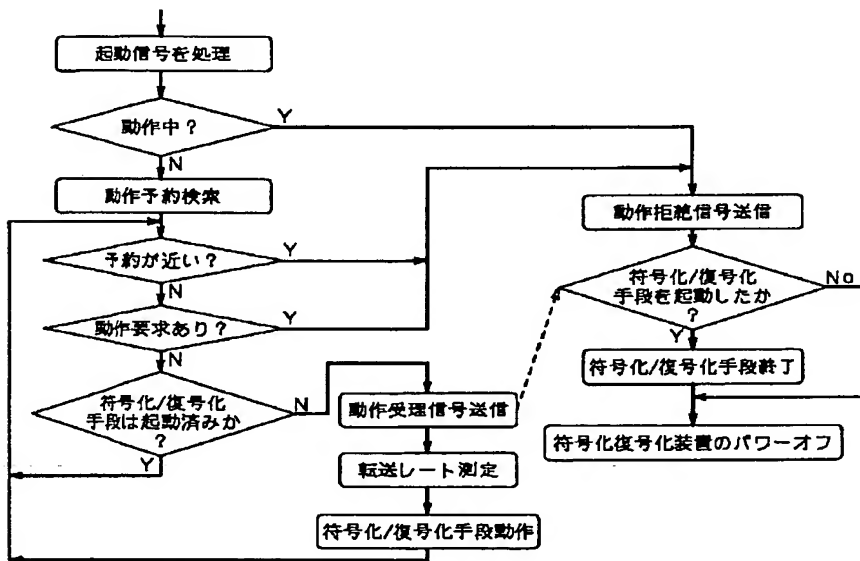 起動信号を処理
動作中？
Y
N
動作予約検索
予約が近い？
Y
N
動作要求あり？
Y
N
符号化/復号化
手段は起動済みか
？
N
Y
動作受理信号送信
転送レート測定
符号化/復号化手段動作
動作拒絶信号送信
符号化/復号化
手段を起動したか
？
No
Y
符号化/復号化手段終了
符号化復号化装置のパワーオフ